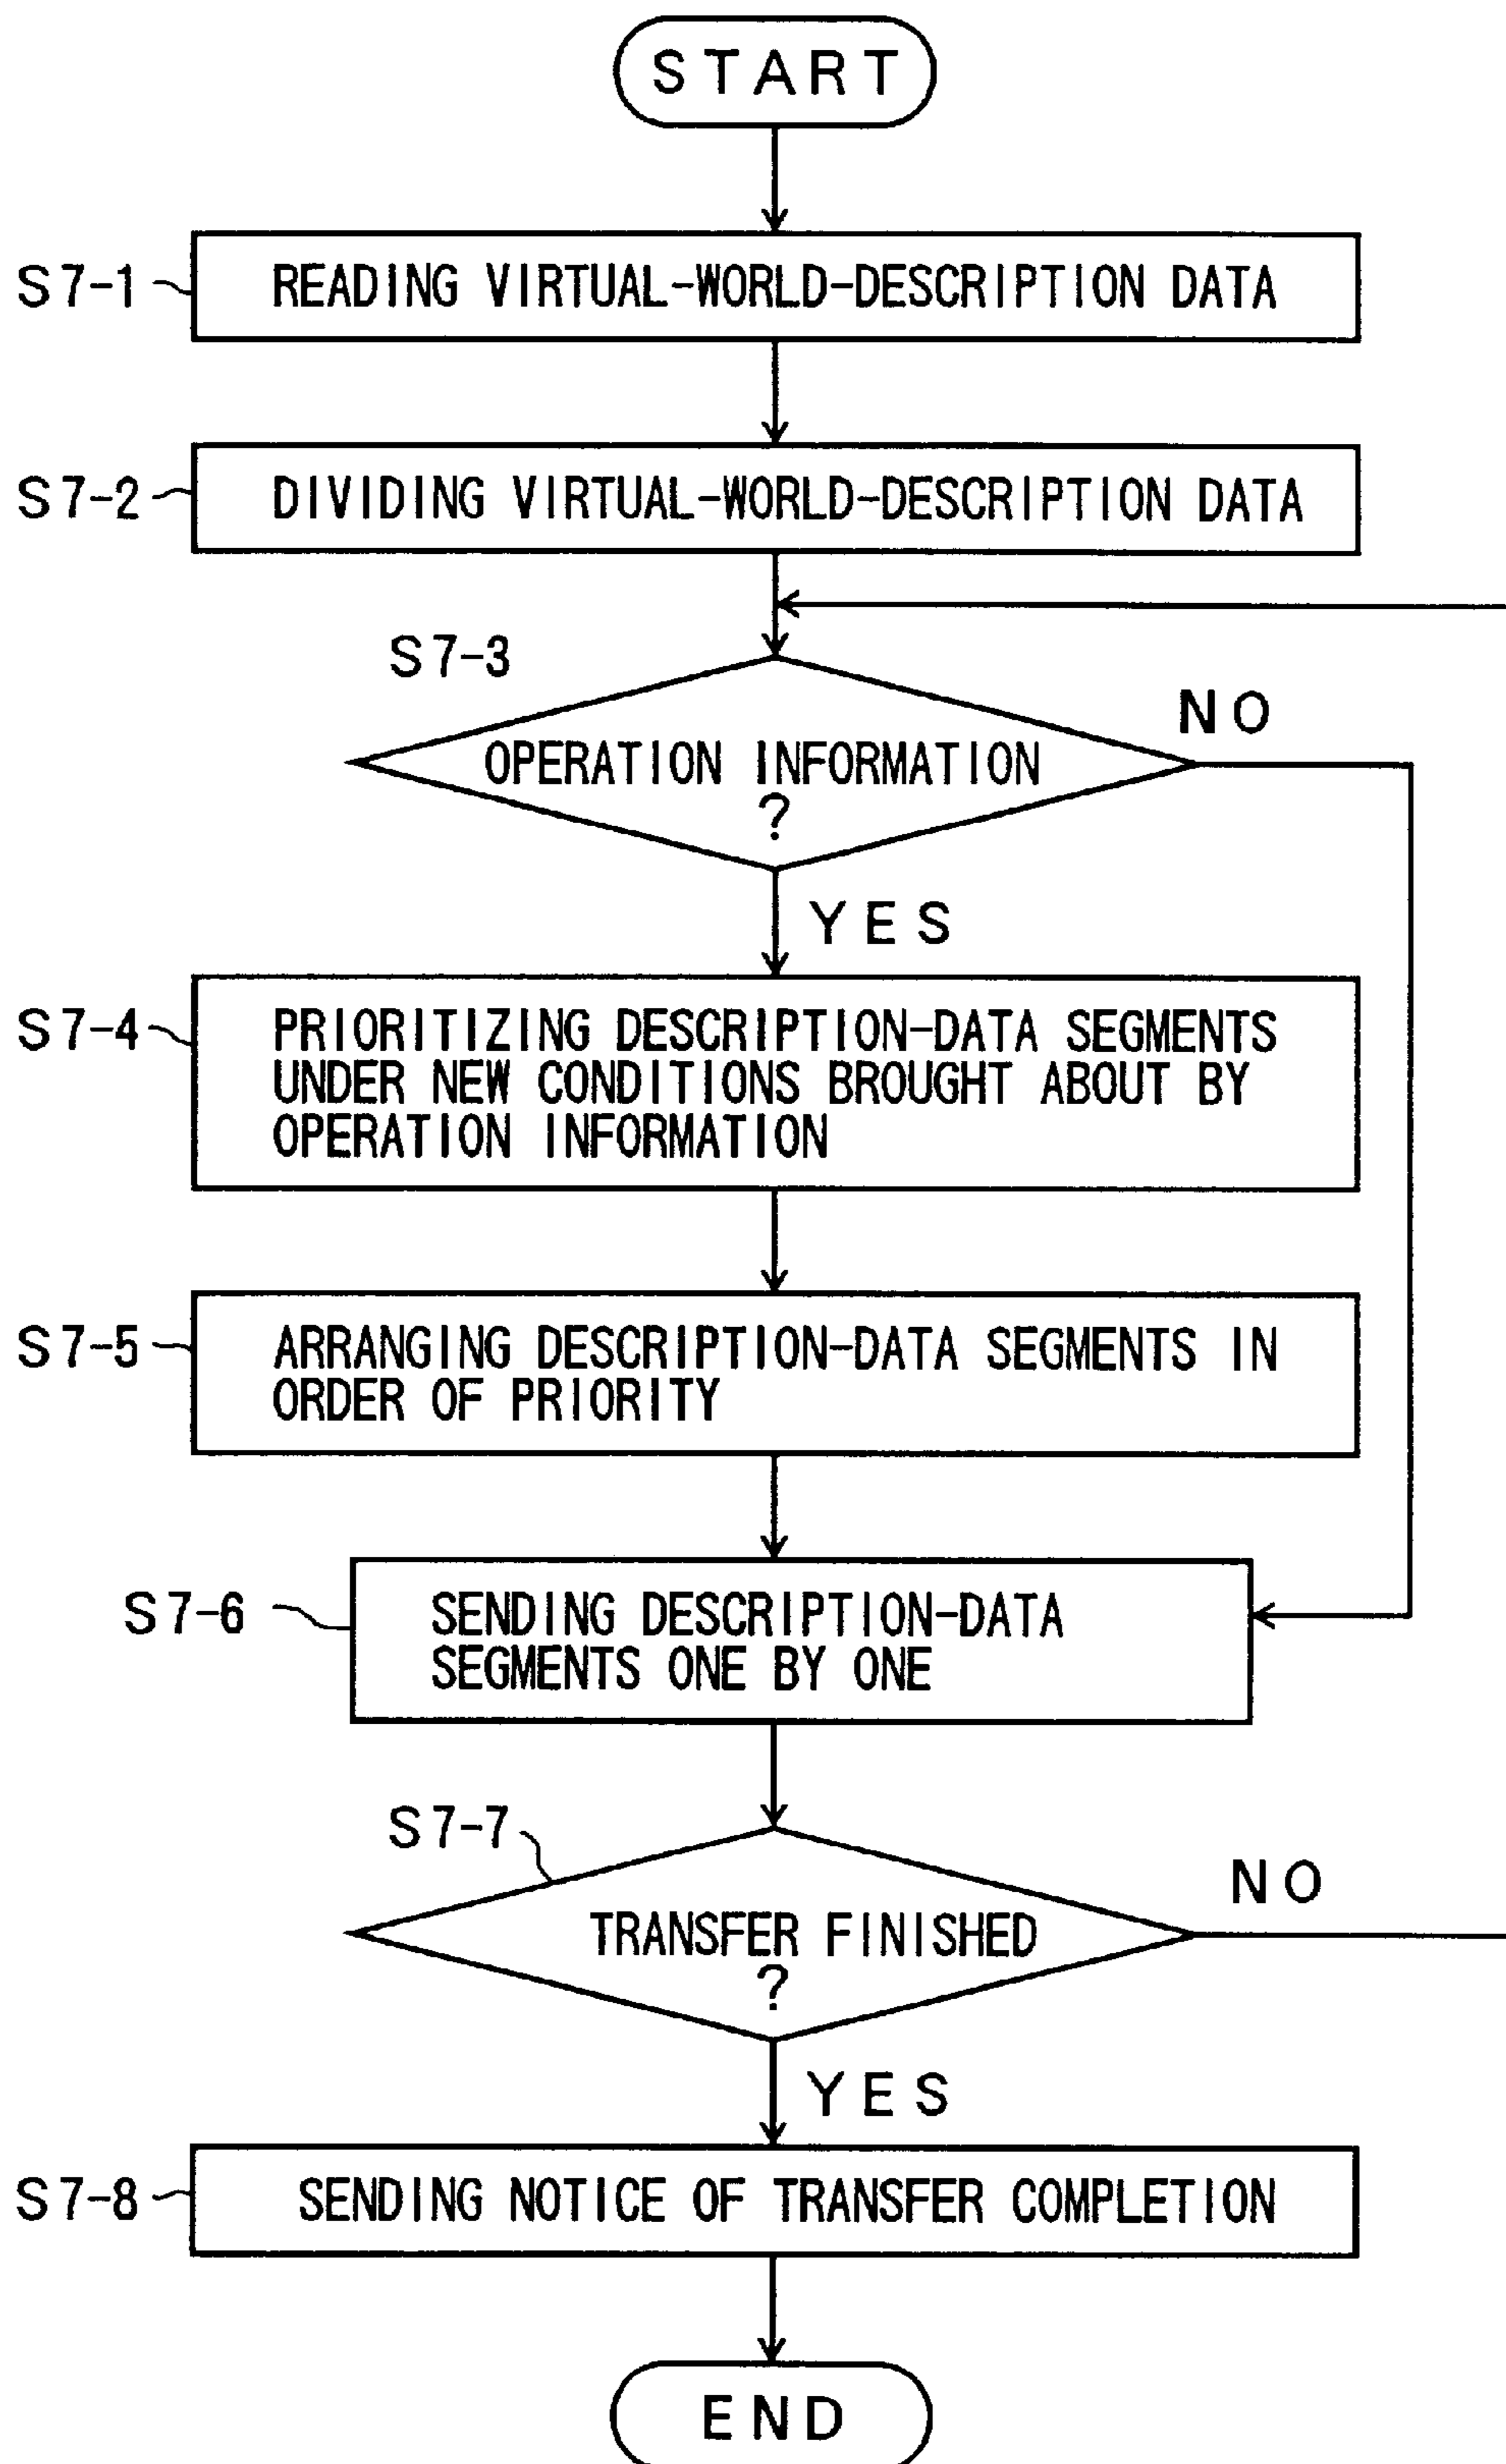 START
S7-1
READING VIRTUAL-WORLD-DESCRIPTION DATA
S7-2
DIVIDING VIRTUAL-WORLD-DESCRIPTION DATA
S7-3
NO
OPERATION INFORMATION
?
YES
S7-4
PRIORITIZING DESCRIPTION-DATA SEGMENTS
UNDER NEW CONDITIONS BROUGHT ABOUT BY
OPERATION INFORMATION
S7-5
ARRANGING DESCRIPTION-DATA SEGMENTS IN
ORDER OF PRIORITY
S7-6
SENDING DESCRIPTION-DATA
SEGMENTS ONE BY ONE
S7-7
NO
TRANSFER FINISHED
?
YES
S7-8
SENDING NOTICE OF TRANSFER COMPLETION
END